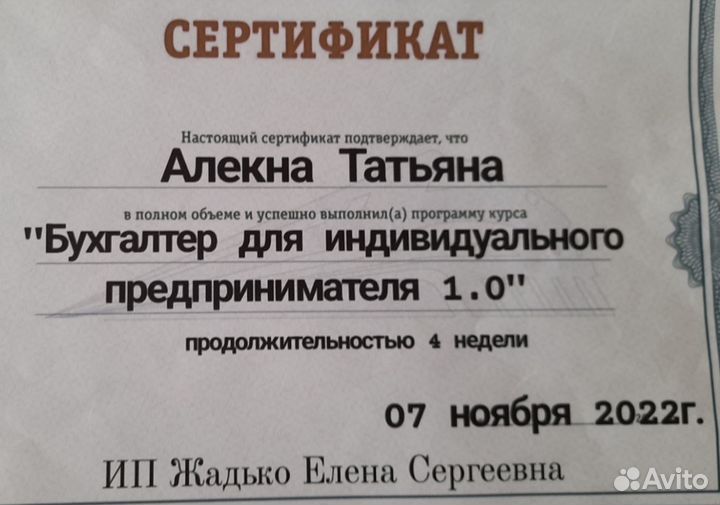 СЕРТИФИКАТ
Настоящий сертификат подтверждает, что
Алекна Татьяна
в полном объеме и успешно выполнил(а) программу курса
"Бухгалтер для индивидуального
предпринимателя 1.0"
продолжительностью 4 недели
07 ноября 2022г.
ИП Жадько Елена Сергеевна
Avito